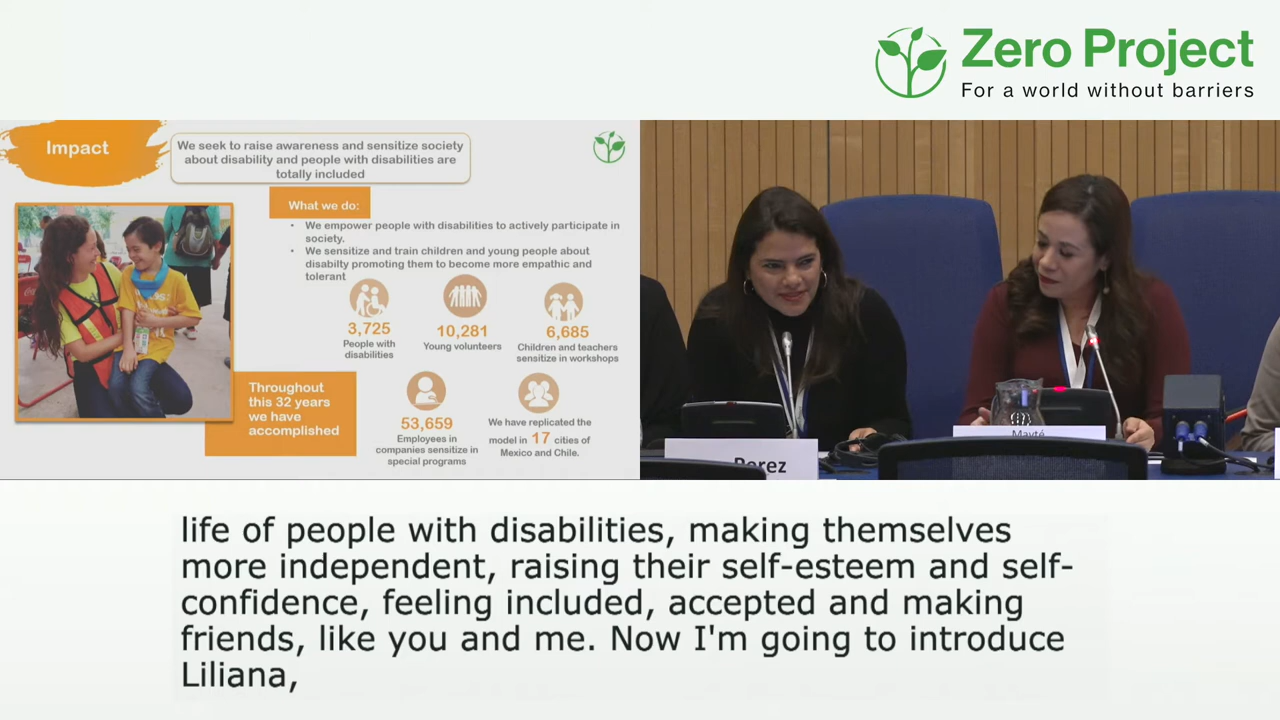 Zero Project
For a world without barriers
Impact
We seek to raise awareness and sensitize society
about disability and people with disabilities are
totally included
What we do:
• We empower people with disabilities to actively participate in
society.
• We sensitize and train children and young people about
disabilty promoting them to become more empathic and
tolerant
3,725
People with
disabilities
10,281
Young volunteers
6,685
Children and teachers
sensitize in workshops
Throughout
this 32 years
we have
accomplished
53,659
Employees in
companies sensitize in
special programs
We have replicated the
model in 17 cities of
Mexico and Chile.
Perez
Mayté
life of people with disabilities, making themselves
more independent, raising their self-esteem and self-
confidence, feeling included, accepted and making
friends, like you and me. Now I'm going to introduce
Liliana,